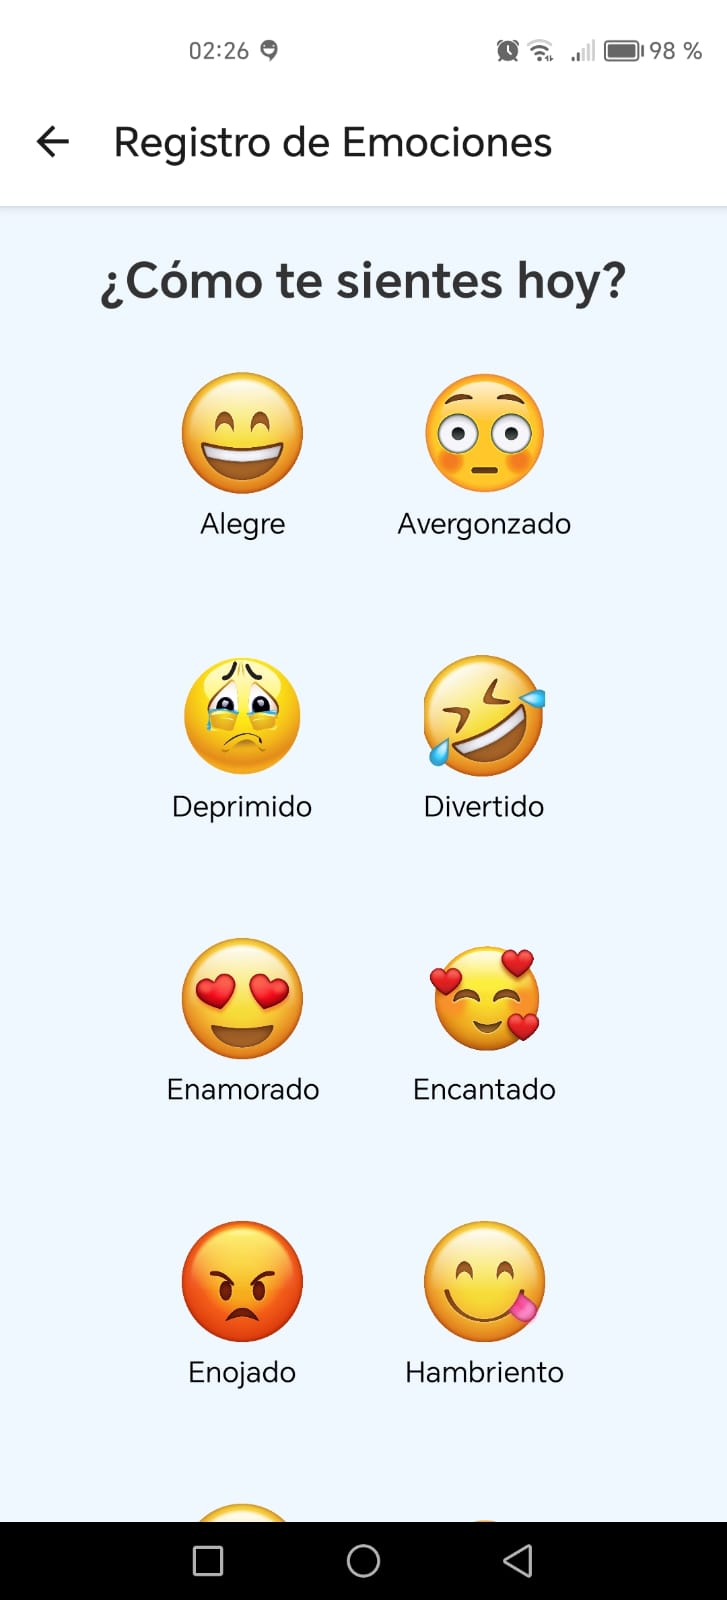 02:26
98 %
Registro de Emociones
¿Cómo te sientes hoy?
Alegre
Avergonzado
Deprimido
Divertido
Enamorado
Encantado
Enojado
Hambriento